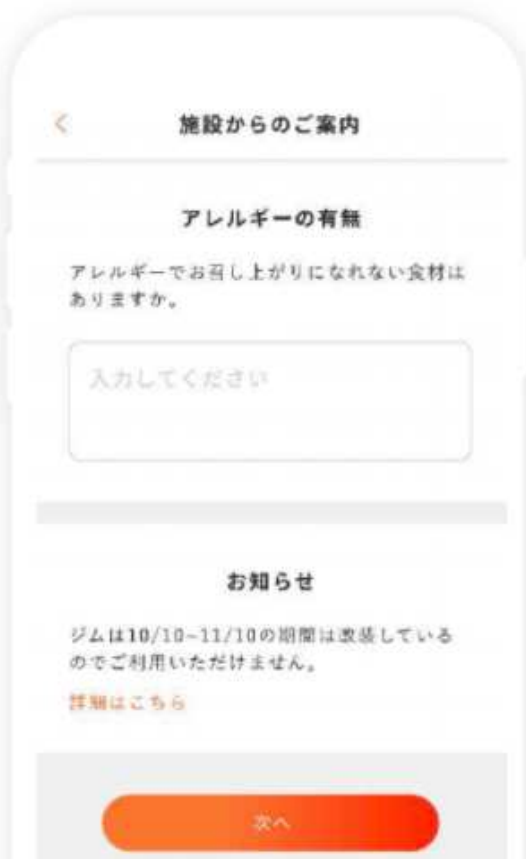 施設からのご案内
アレルギーの有無
アレルギーでお召し上がりになれない食材は
ありますか。
入力してください
お知らせ
ジムは10/10~11/10の期間は改装している
のでご利用いただけません。
詳細はこちら
次へ